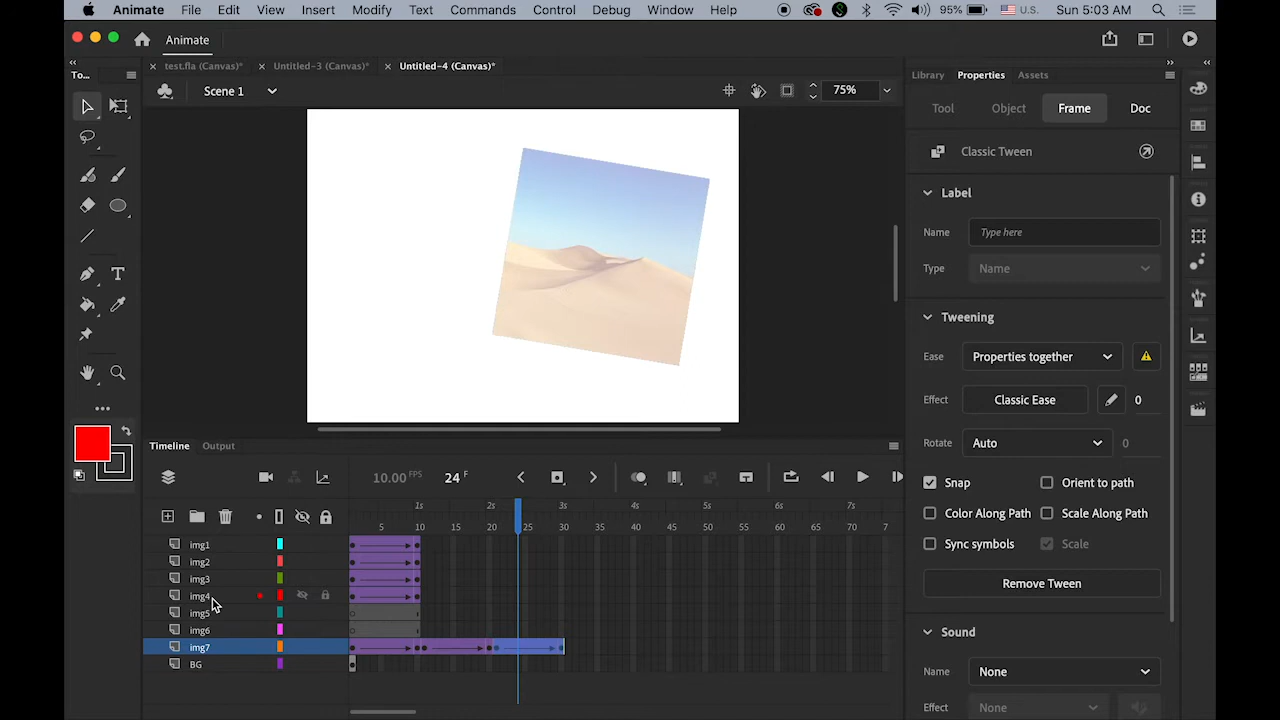 Animate File Edit View Insert Modify Text Commands Control Debug Window Help 95% U.S. Sun 5:03 AM
Animate
To... test.fla (Canvas)* Untitled-3 (Canvas)* Untitled-4 (Canvas)* Library Properties Assets
Scene 1 75%
Tool Object Frame Doc
Classic Tween
Label
Name Type here
Type Name
Tweening
Ease Properties together
Effect Classic Ease 0
Rotate Auto 0
Snap Orient to path
Color Along Path Scale Along Path
Sync symbols Scale
Remove Tween
Sound
Name None
Effect None
Timeline Output
10.00 FPS 24 F
1s 2s 3s 4s 5s 6s 7s
5 10 15 20 25 30 35 40 45 50 55 60 65 70 7
img1
img2
img3
img4
img5
img6
img7
BG
T